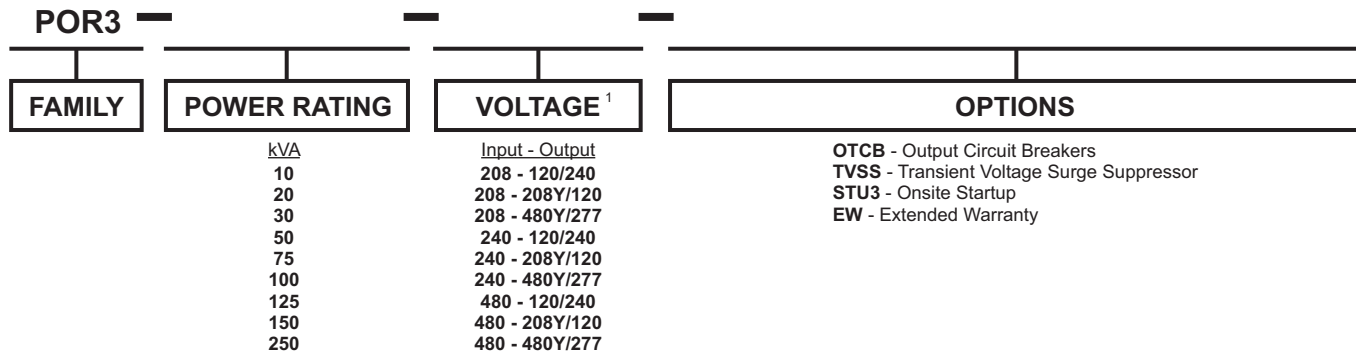 POR3
FAMILY
POWER RATING
VOLTAGE 1
OPTIONS
kVA
10
20
30
50
75
100
125
150
250
Input - Output
208 - 120/240
208 - 208Y/120
208 - 480Y/277
240 - 120/240
240 - 208Y/120
240 - 480Y/277
480 - 120/240
480 - 208Y/120
480 - 480Y/277
OTCB - Output Circuit Breakers
TVSS - Transient Voltage Surge Suppressor
STU3 - Onsite Startup
EW - Extended Warranty